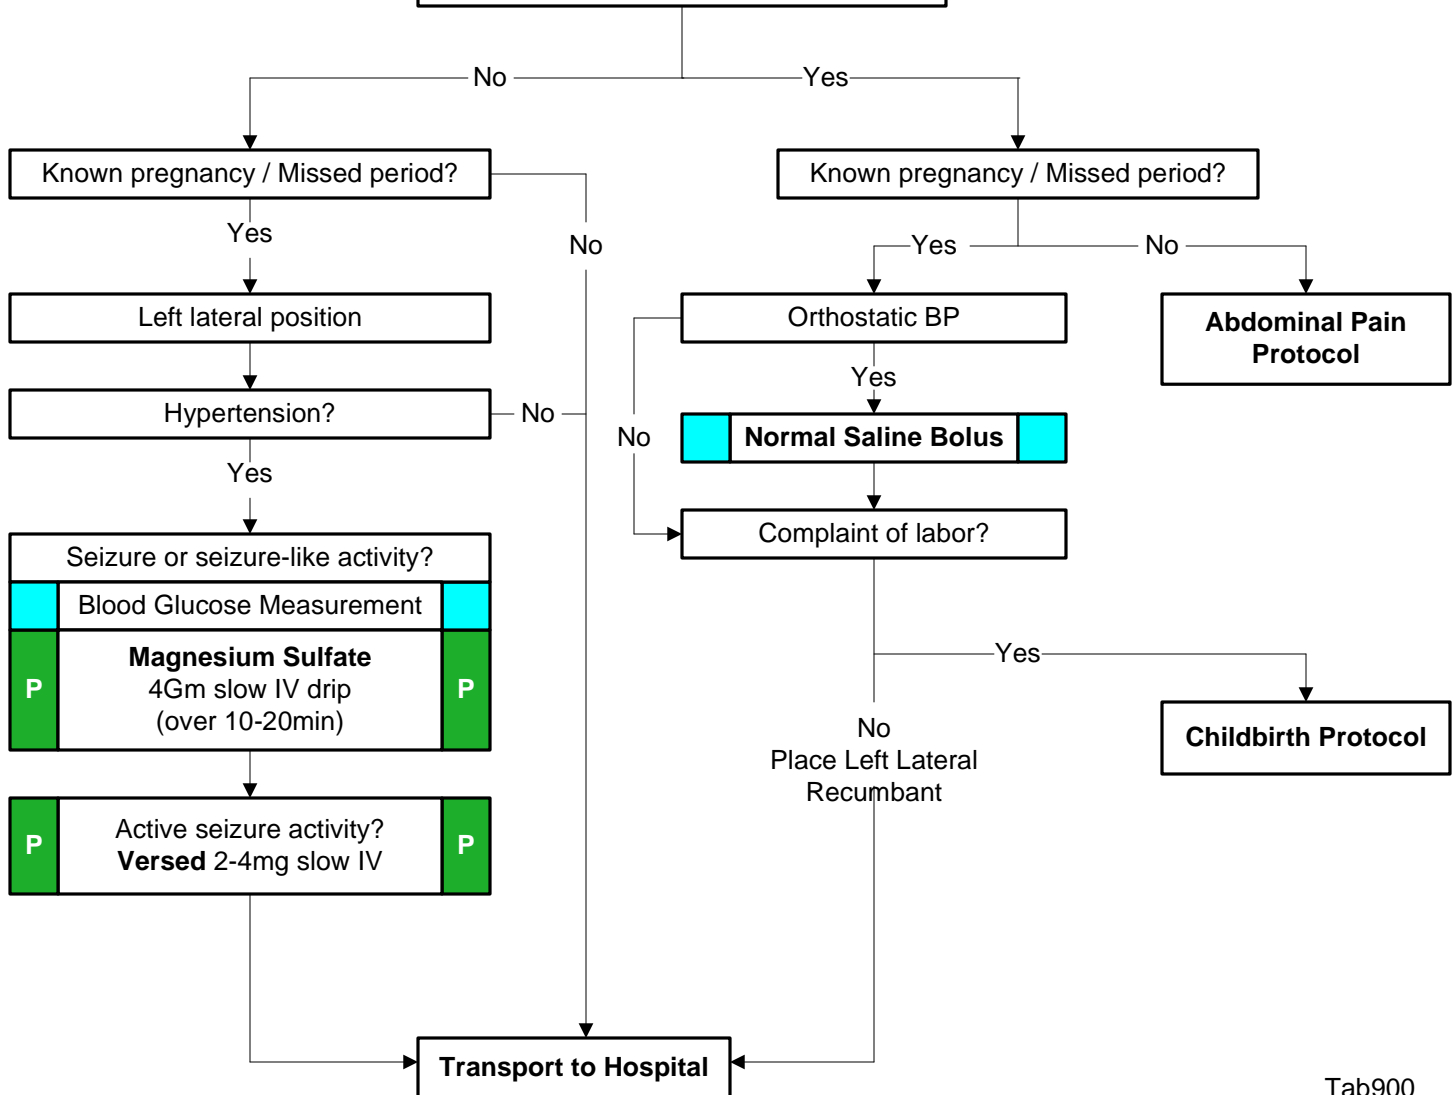 No
Yes
Known pregnancy / Missed period?
Known pregnancy / Missed period?
Yes
No
Yes
No
Left lateral position
Orthostatic BP
Abdominal Pain
Protocol
Yes
Hypertension?
No
No
Normal Saline Bolus
Yes
Complaint of labor?
Seizure or seizure-like activity?
Blood Glucose Measurement
P
Magnesium Sulfate
4Gm slow IV drip
(over 10-20min)
P
Yes
No
Place Left Lateral
Recumbant
Childbirth Protocol
P
Active seizure activity?
Versed 2-4mg slow IV
P
Transport to Hospital
Tab900